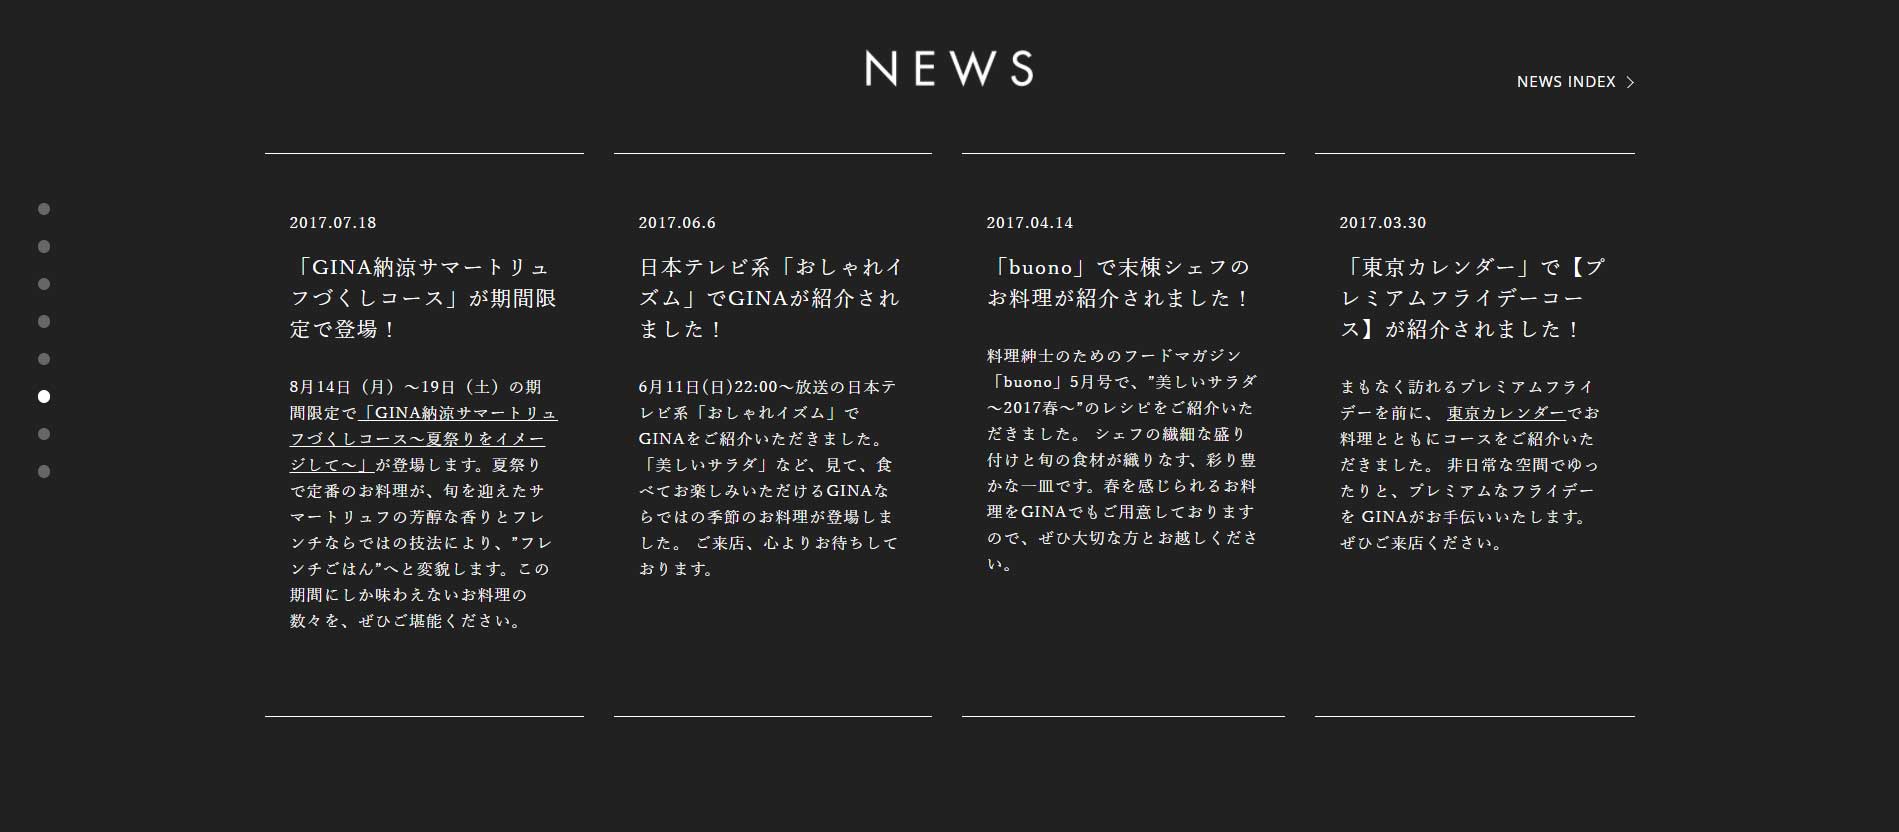 NEWS
NEWS INDEX
2017.07.18
「GINA納涼サマートリュ
フづくしコース」が期間限
定で登場！
8月14日（月）～19日（土）の期
間限定で「GINA納涼サマートリュ
フづくしコース～夏祭りをイメー
ジして～」が登場します。夏祭り
で定番のお料理が、旬を迎えたサ
マートリュフの芳醇な香りとフレ
ンチならではの技法により、”フレ
ンチごはん”へと変貌します。この
期間にしか味わえないお料理の
数々を、ぜひご堪能ください。
2017.06.6
日本テレビ系「おしゃれイ
ズム」でGINAが紹介され
ました！
6月11日(日)22:00～放送の日本テ
レビ系「おしゃれイズム」で
GINAをご紹介いただきました。
「美しいサラダ」など、見て、食
べてお楽しみいただけるGINAな
らではの季節のお料理が登場しま
した。 ご来店、心よりお待ちして
おります。
2017.04.14
「buono」で末棟シェフの
お料理が紹介されました！
料理紳士のためのフードマガジン
「buono」5月号で、”美しいサラダ
～2017春～”のレシピをご紹介いた
だきました。 シェフの繊細な盛り
付けと旬の食材が織りなす、彩り豊
かな一皿です。春を感じられるお料
理をGINAでもご用意しております
ので、ぜひ大切な方とお越しくださ
い。
2017.03.30
「東京カレンダー」で【プ
レミアムフライデーコー
ス】が紹介されました！
まもなく訪れるプレミアムフライ
デーを前に、 東京カレンダーでお
料理とともにコースをご紹介いた
だきました。 非日常な空間でゆっ
たりと、プレミアムなフライデー
を GINAがお手伝いいたします。
ぜひご来店ください。